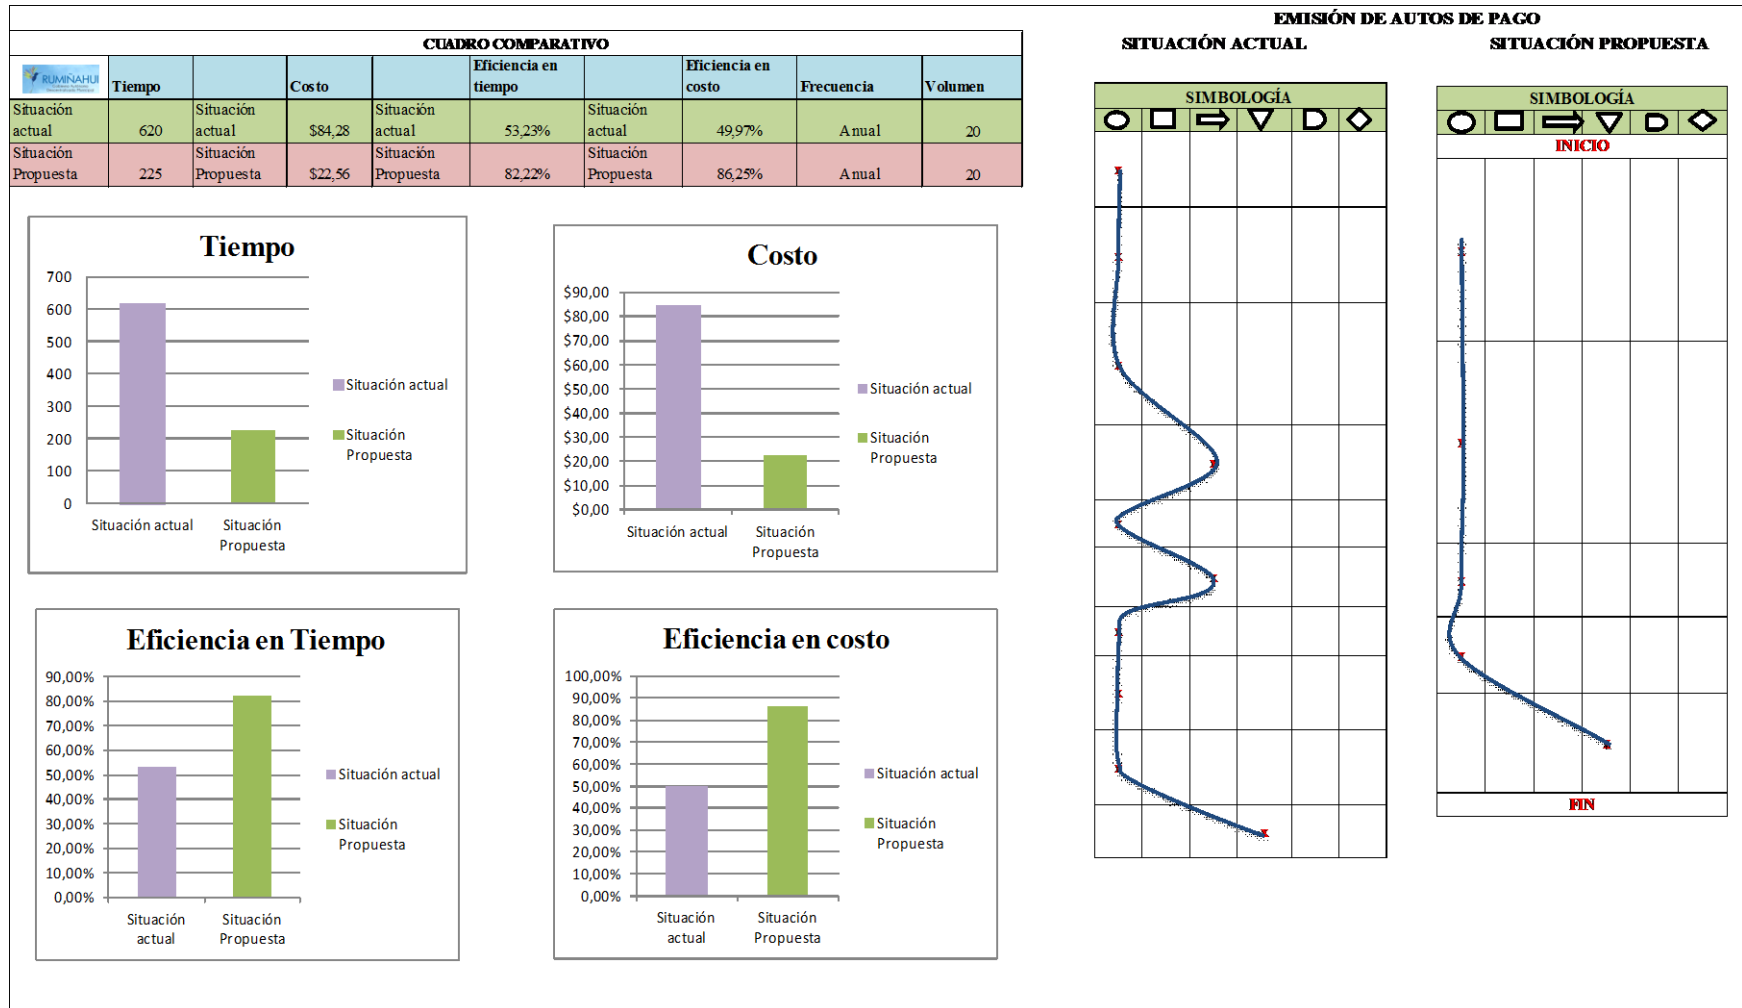 EMISIÓN DE AUTOS DE PAGO
CUADRO COMPARATIVO
RUMIÑAHUI
Tiempo
Costo
Eficiencia en
tiempo
Eficiencia en
costo
Frecuencia
Volumen
Situación
actual
620
Situación
actual
$84,28
Situación
actual
53,23%
Situación
actual
49,97%
Anual
20
Situación
Propuesta
225
Situación
Propuesta
$22,56
Situación
Propuesta
82,22%
Situación
Propuesta
86,25%
Anual
20
Tiempo
700
600
500
400
300
200
100
0
Situación actual
Situación
Propuesta
Situación actual
Situación
Propuesta
Costo
$90,00
$80,00
$70,00
$60,00
$50,00
$40,00
$30,00
$20,00
$10,00
$0,00
Situación actual
Situación
Propuesta
Situación actual
Situación
Propuesta
Eficiencia en Tiempo
90,00%
80,00%
70,00%
60,00%
50,00%
40,00%
30,00%
20,00%
10,00%
0,00%
Situación
actual
Situación
Propuesta
Situación actual
Situación
Propuesta
Eficiencia en costo
100,00%
90,00%
80,00%
70,00%
60,00%
50,00%
40,00%
30,00%
20,00%
10,00%
0,00%
Situación
actual
Situación
Propuesta
Situación actual
Situación
Propuesta
SITUACIÓN ACTUAL
SIMBOLOGÍA
SITUACIÓN PROPUESTA
SIMBOLOGÍA
INICIO
FIN